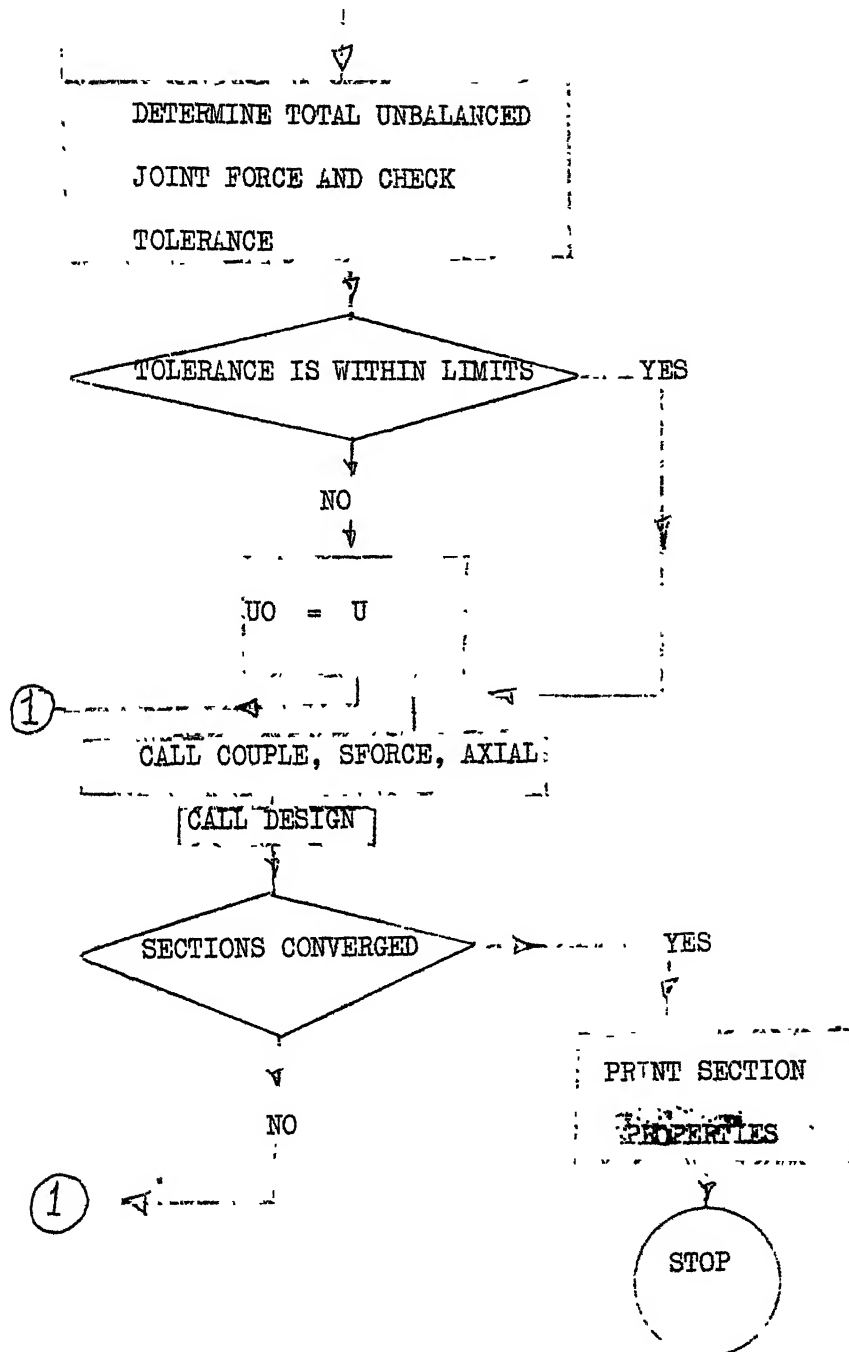 DETERMINE TOTAL UNBALANCED
JOINT FORCE AND CHECK
TOLERANCE
TOLERANCE IS WITHIN LIMITS
YES
NO
UO = U
1
CALL COUPLE, SFORCE, AXIAL
CALL DESIGN
SECTIONS CONVERGED
YES
PRINT SECTION
PROPERTIES
NO
1
STOP